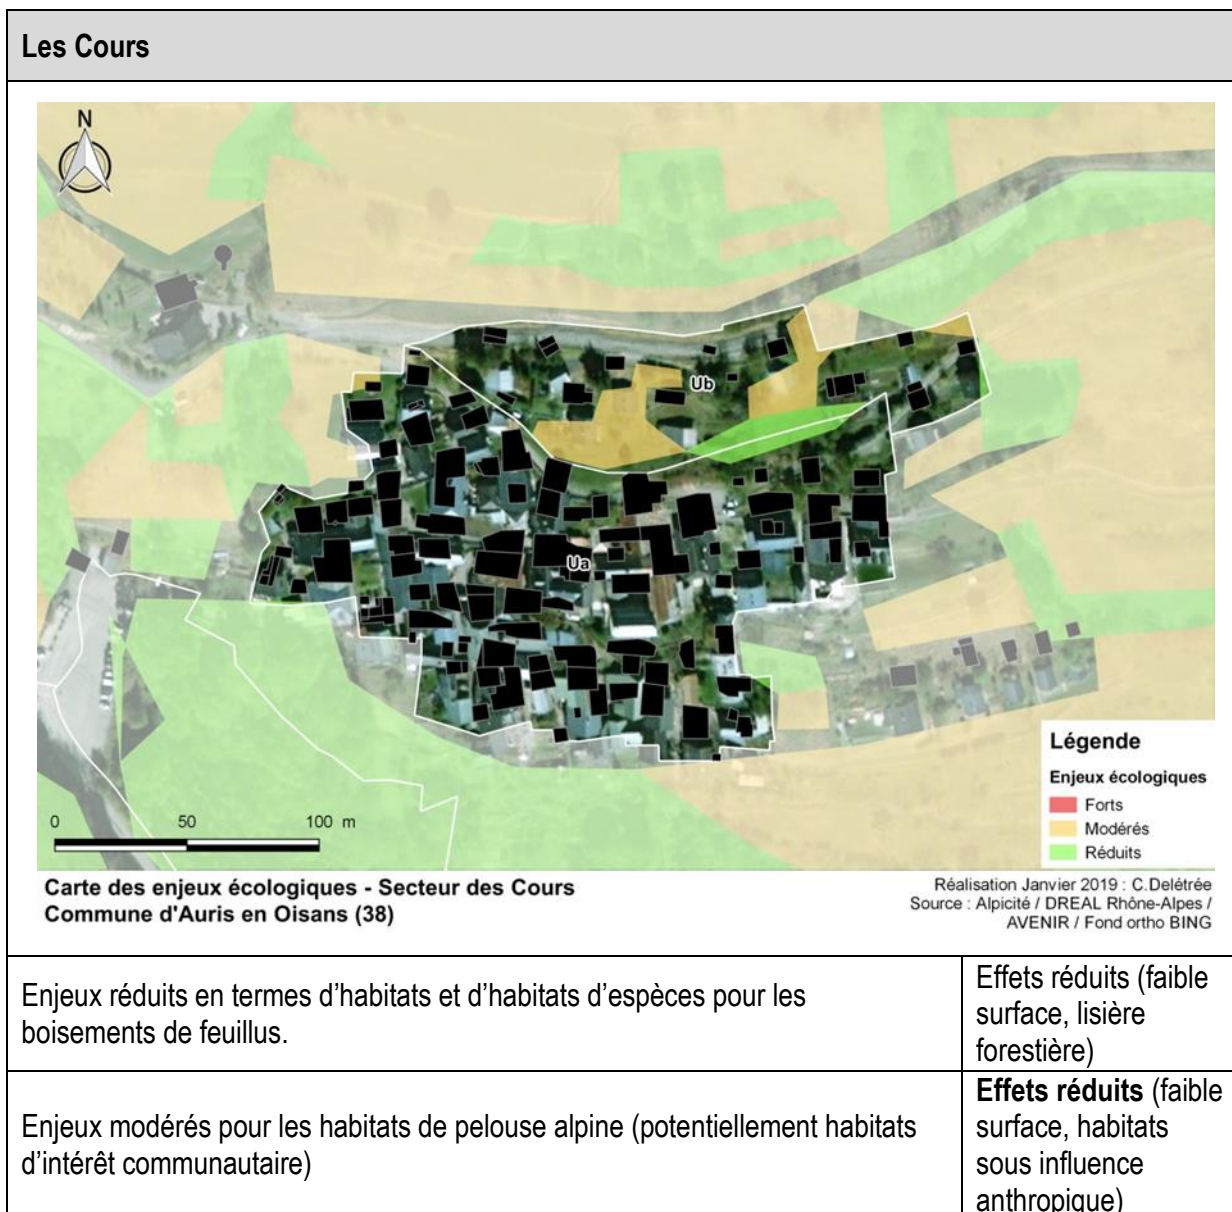 Les Cours
N
Ub
Ua
Légende
Enjeux écologiques
Forts
Modérés
Réduits
0 50 100 m
Carte des enjeux écologiques - Secteur des Cours
Commune d'Auris en Oisans (38)
Réalisation Janvier 2019 : C.Delétrée
Source : Alpicité / DREAL Rhône-Alpes /
AVENIR / Fond ortho BING
Enjeux réduits en termes d'habitats et d'habitats d'espèces pour les
boisements de feuillus.
Effets réduits (faible
surface, lisière
forestière)
Enjeux modérés pour les habitats de pelouse alpine (potentiellement habitats
d'intérêt communautaire)
Effets réduits (faible
surface, habitats
sous influence
anthropique)